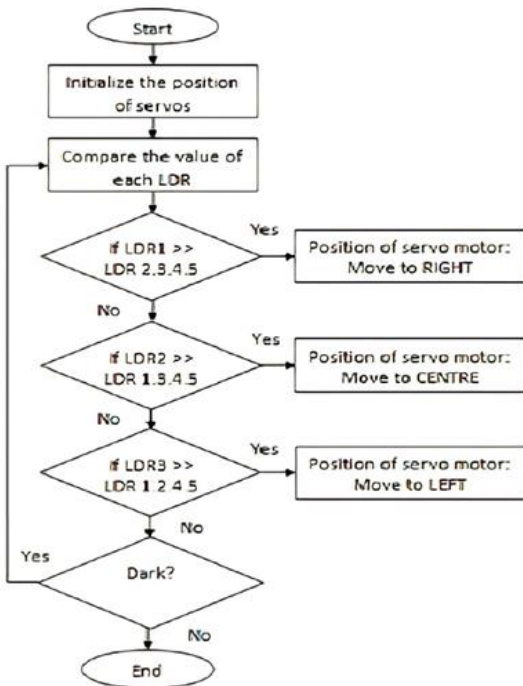 Start
Initialize the position
of servos
Compare the value of
each LDR
If LDR1 >>
LDR 2.3.4.5
Yes
Position of servo motor:
Move to RIGHT
No
If LDR2 >>
LDR 1.3.4.5
Yes
Position of servo motor:
Move to CENTRE
No
If LDR3 >>
LDR 1.2.4.5
Yes
Position of servo motor:
Move to LEFT
No
Yes
Dark?
No
End